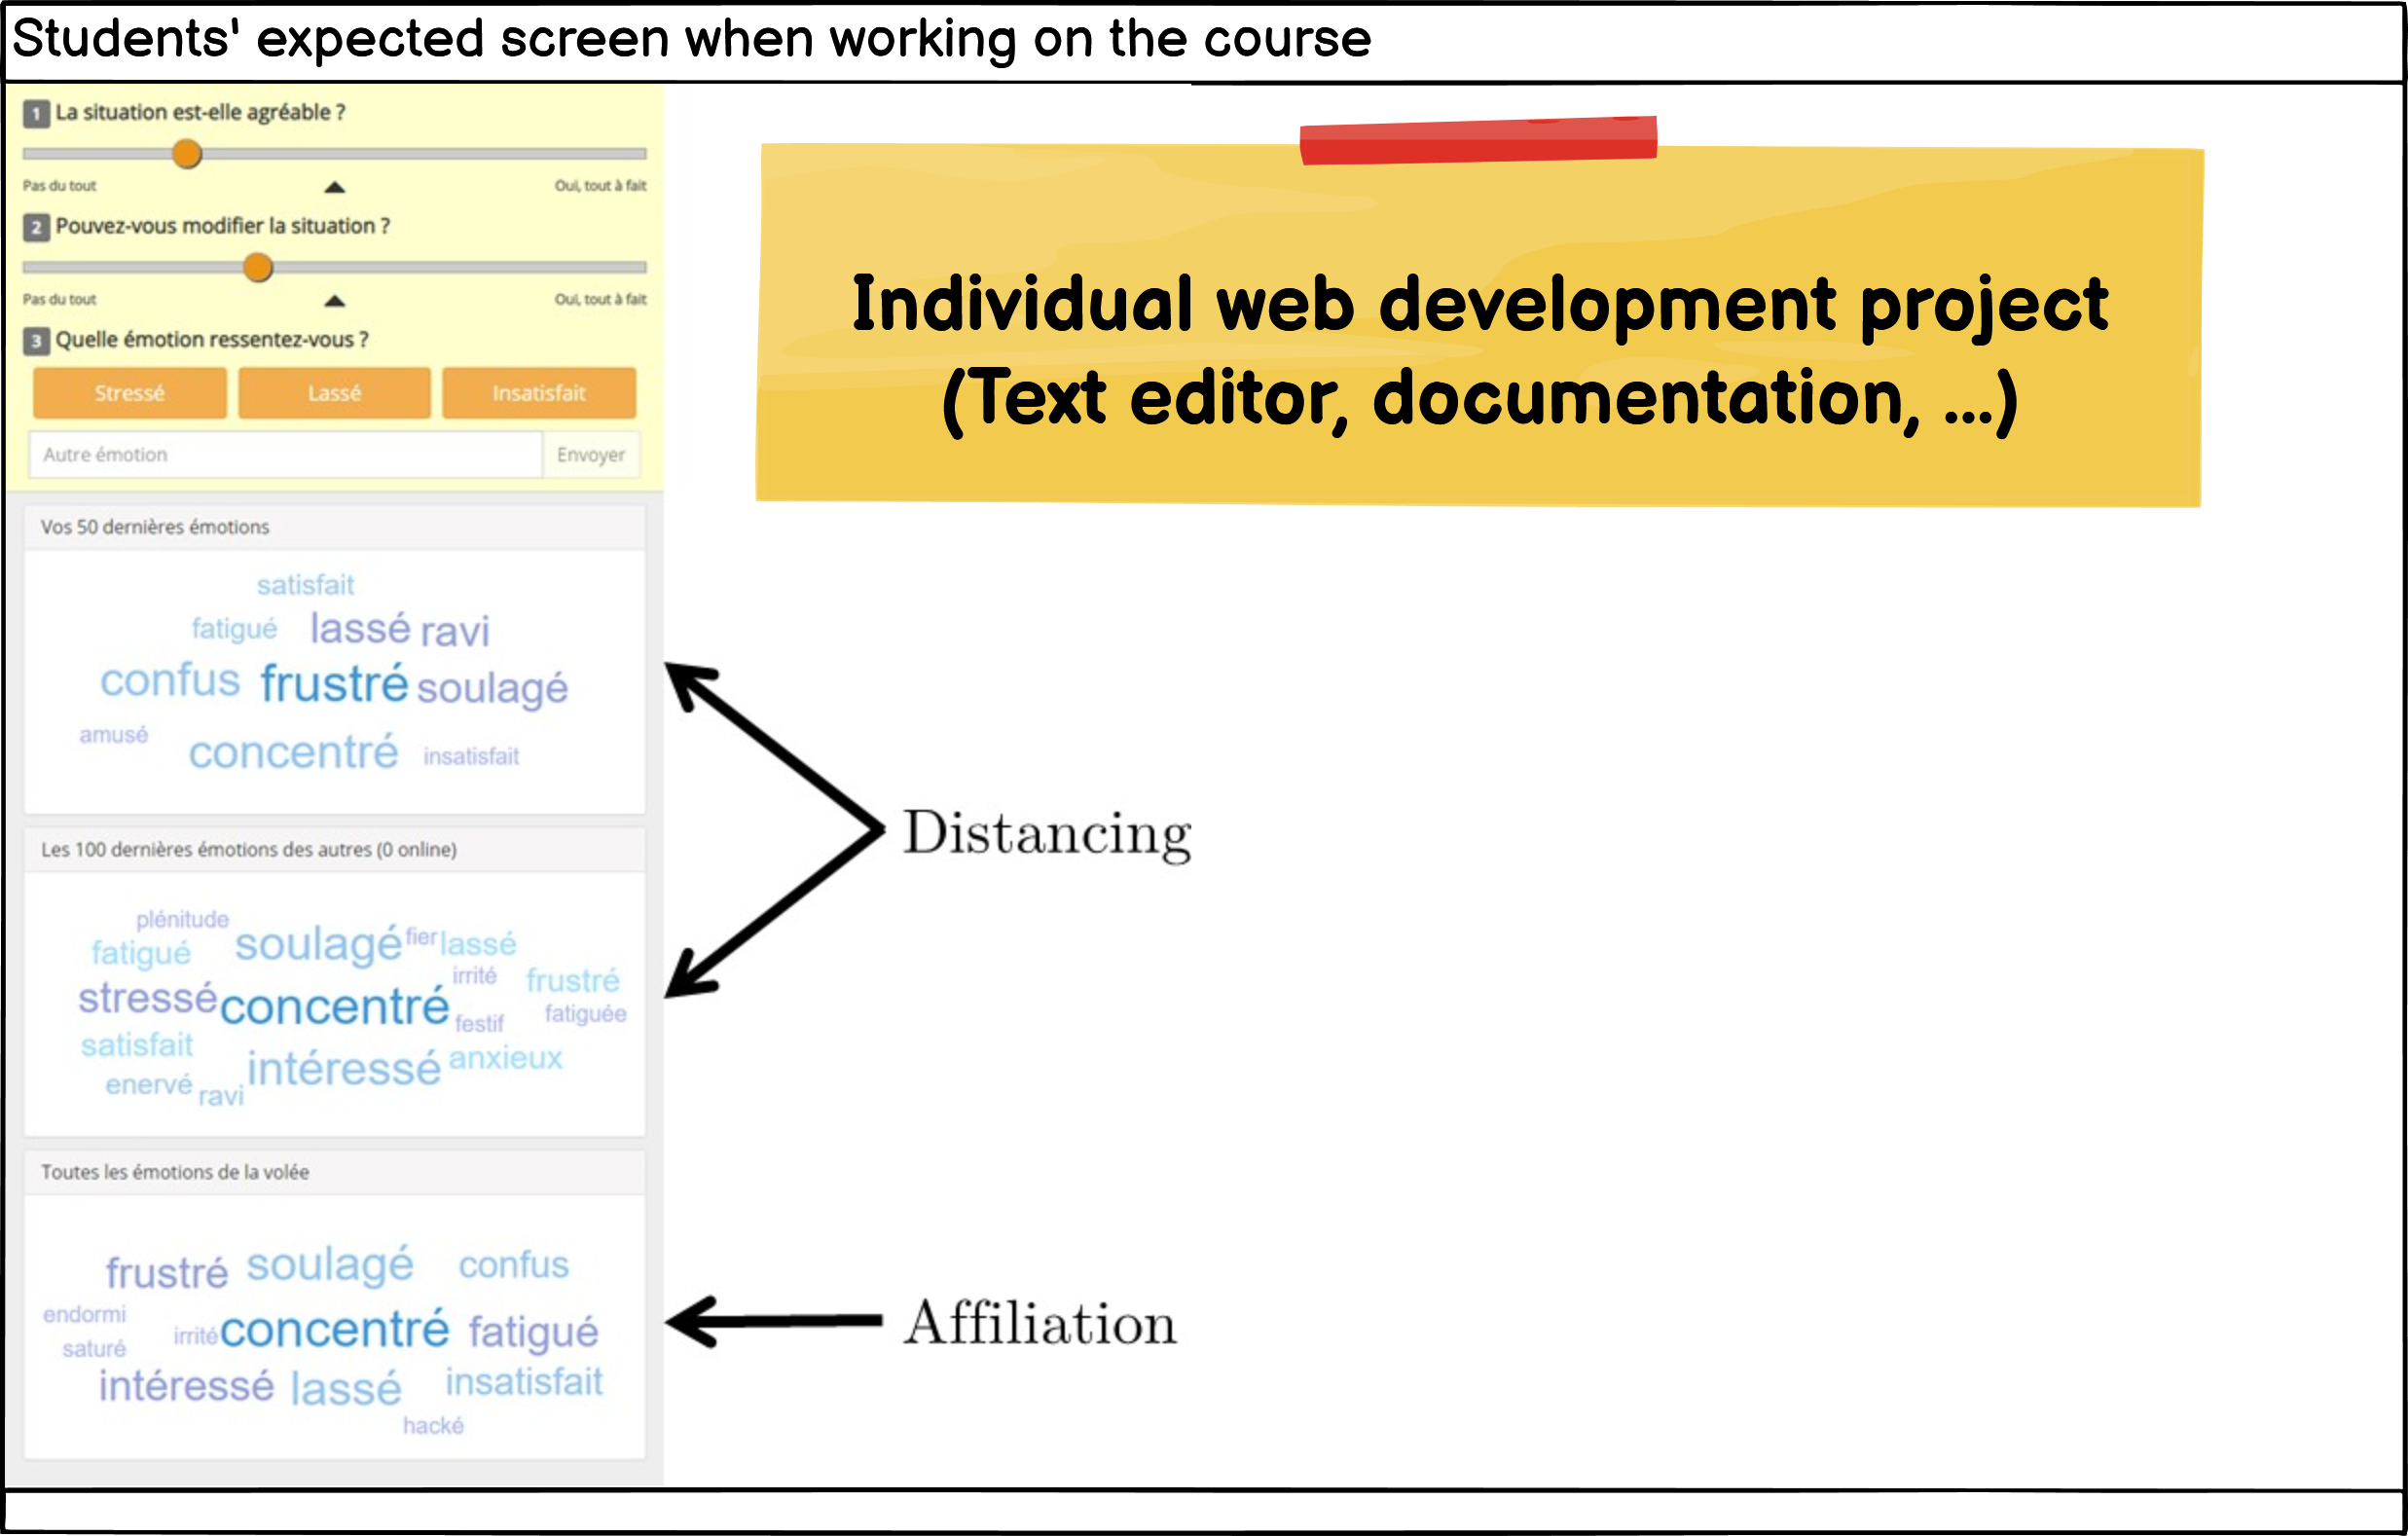 Students' expected screen when working on the course
1 La situation est-elle agréable ?
Pas du tout Oui, tout à fait
2 Pouvez-vous modifier la situation ?
Pas du tout Oui, tout à fait
3 Quelle émotion ressentez-vous ?
Stressé Lassé Insatisfait
Autre émotion Envoyer
Vos 50 dernières émotions
satisfait
fatigué lassé ravi
confus frustré soulagé
amusé concentré insatisfait
Les 100 dernières émotions des autres (0 online)
plénitude
fatigué soulagé fier lassé
irrité frustré
stressé concentré festif fatiguée
satisfait intéressé anxieux
enervé ravi
Toutes les émotions de la volée
frustré soulagé confus
endormi irrité concentré fatigué
saturé
intéressé lassé insatisfait
hacké
Individual web development project
(Text editor, documentation, ...)
Distancing
Affiliation